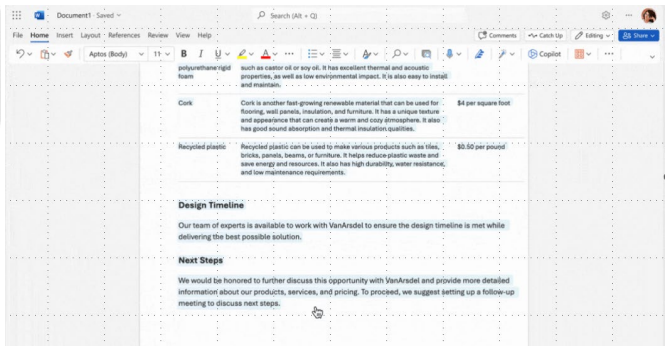 Document1 · Saved
Search (Alt + Q)
File Home Insert Layout References Review View Help
Comments Catch Up Editing Share
Aptos (Body) 11 B I U A Copilot
polyurethane rigid foam
such as castor oil or soy oil. It has excellent thermal and acoustic
properties, as well as low environmental impact. It is also easy to install
and maintain.
Cork
Cork is another fast-growing renewable material that can be used for
flooring, wall panels, insulation, and furniture. It has a unique texture
and appearance that can create a warm and cozy atmosphere. It also
has good sound absorption and thermal insulation qualities.
$4 per square foot
Recycled plastic
Recycled plastic can be used to make various products such as tiles,
bricks, panels, beams, or furniture. It helps reduce plastic waste and
save energy and resources. It also has high durability, water resistance,
and low maintenance requirements.
$0.50 per pound
Design Timeline
Our team of experts is available to work with VanArsdel to ensure the design timeline is met while
delivering the best possible solution.
Next Steps
We would be honored to further discuss this opportunity with VanArsdel and provide more detailed
information about our products, services, and pricing. To proceed, we suggest setting up a follow-up
meeting to discuss next steps.